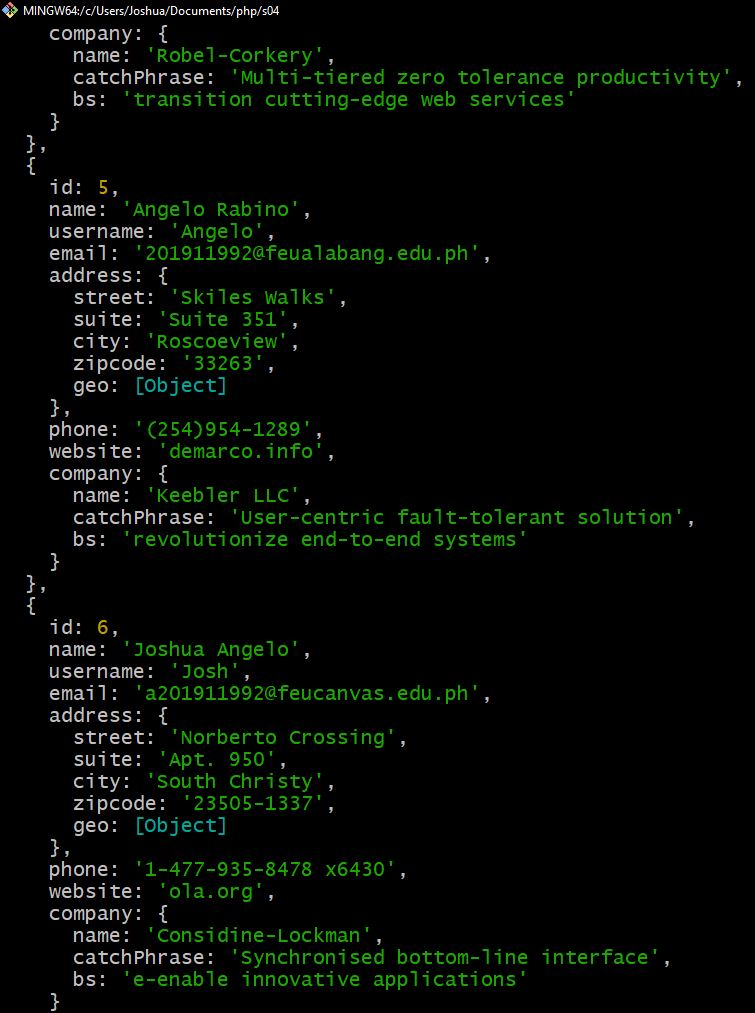 MINGW64:/c/Users/Joshua/Documents/php/s04
company: {
name: 'Robel-Corkery',
catchPhrase: 'Multi-tiered zero tolerance productivity',
bs: 'transition cutting-edge web services'
}
},
{
id: 5,
name: 'Angelo Rabino',
username: 'Angelo',
email: '201911992@feualabang.edu.ph',
address: {
street: 'Skiles Walks',
suite: 'Suite 351',
city: 'Roscoeview',
zipcode: '33263',
geo: [Object]
},
phone: '(254)954-1289',
website: 'demarco.info',
company: {
name: 'Keebler LLC',
catchPhrase: 'User-centric fault-tolerant solution',
bs: 'revolutionize end-to-end systems'
}
},
{
id: 6,
name: 'Joshua Angelo',
username: 'Josh',
email: 'a201911992@feucanvas.edu.ph',
address: {
street: 'Norberto Crossing',
suite: 'Apt. 950',
city: 'South Christy',
zipcode: '23505-1337',
geo: [Object]
},
phone: '1-477-935-8478 x6430',
website: 'ola.org',
company: {
name: 'Considine-Lockman',
catchPhrase: 'Synchronised bottom-line interface',
bs: 'e-enable innovative applications'
}